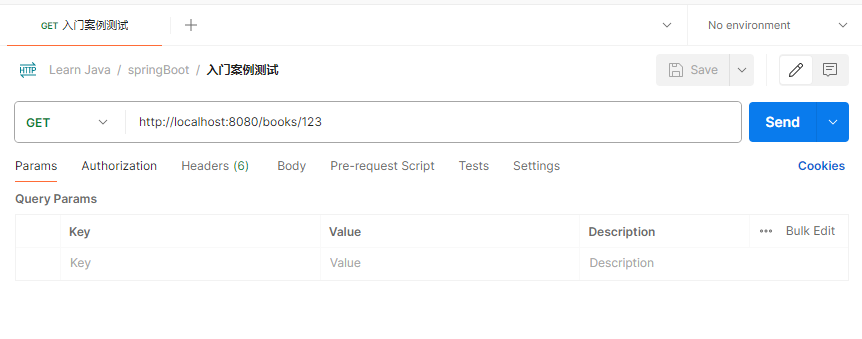 GET 入门案例测试
No environment
HTTP Learn Java / springBoot / 入门案例测试
Save
GET http://localhost:8080/books/123
Send
Params Authorization Headers (6) Body Pre-request Script Tests Settings Cookies
Query Params
Key Value Description Bulk Edit
Key Value Description